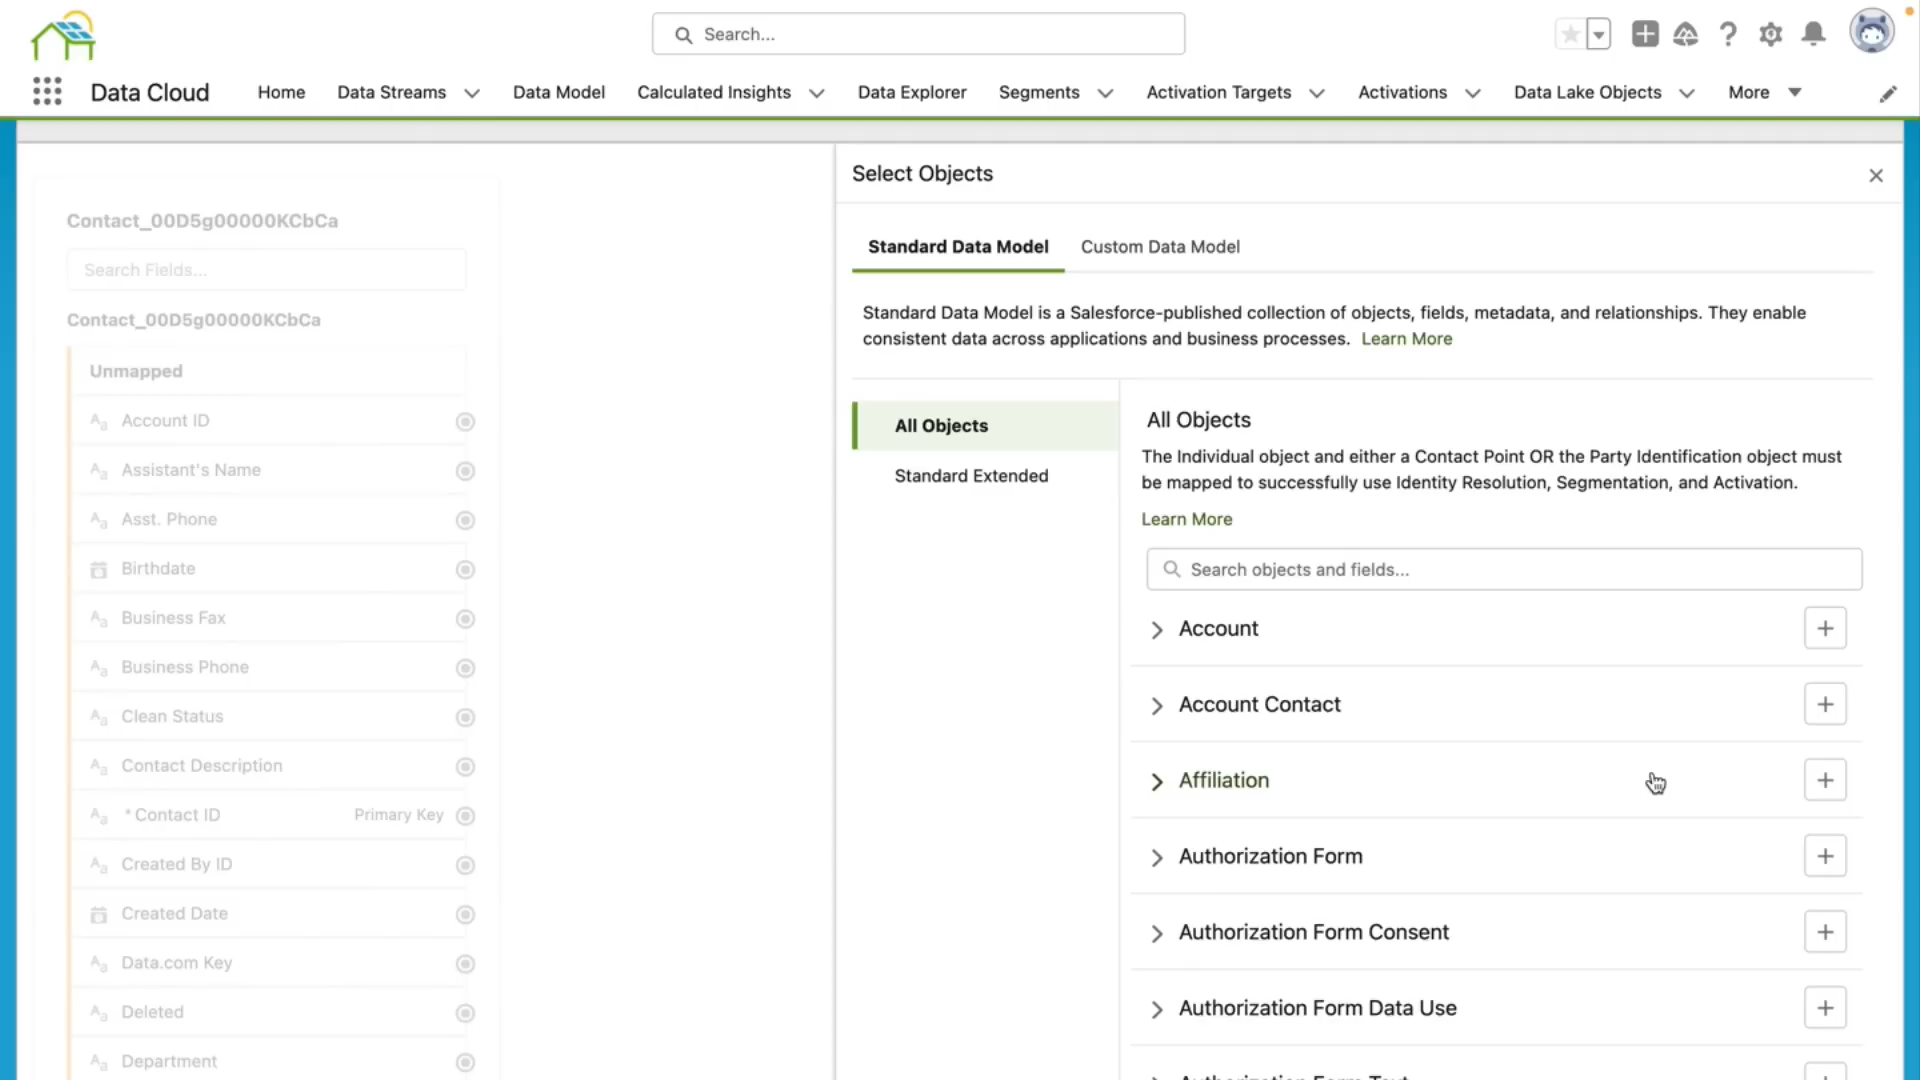 Search...
Data Cloud
Home
Data Streams
Data Model
Calculated Insights
Data Explorer
Segments
Activation Targets
Activations
Data Lake Objects
More
Contact_00D5g00000KCbCa
Search Fields...
Contact_00D5g00000KCbCa
Unmapped
Account ID
Assistant's Name
Asst. Phone
Birthdate
Business Fax
Business Phone
Clean Status
Contact Description
* Contact ID Primary Key
Created By ID
Created Date
Data.com Key
Deleted
Department
Select Objects
Standard Data Model
Custom Data Model
Standard Data Model is a Salesforce-published collection of objects, fields, metadata, and relationships. They enable
consistent data across applications and business processes. Learn More
All Objects
Standard Extended
All Objects
The Individual object and either a Contact Point OR the Party Identification object must
be mapped to successfully use Identity Resolution, Segmentation, and Activation.
Learn More
Search objects and fields...
Account
Account Contact
Affiliation
Authorization Form
Authorization Form Consent
Authorization Form Data Use